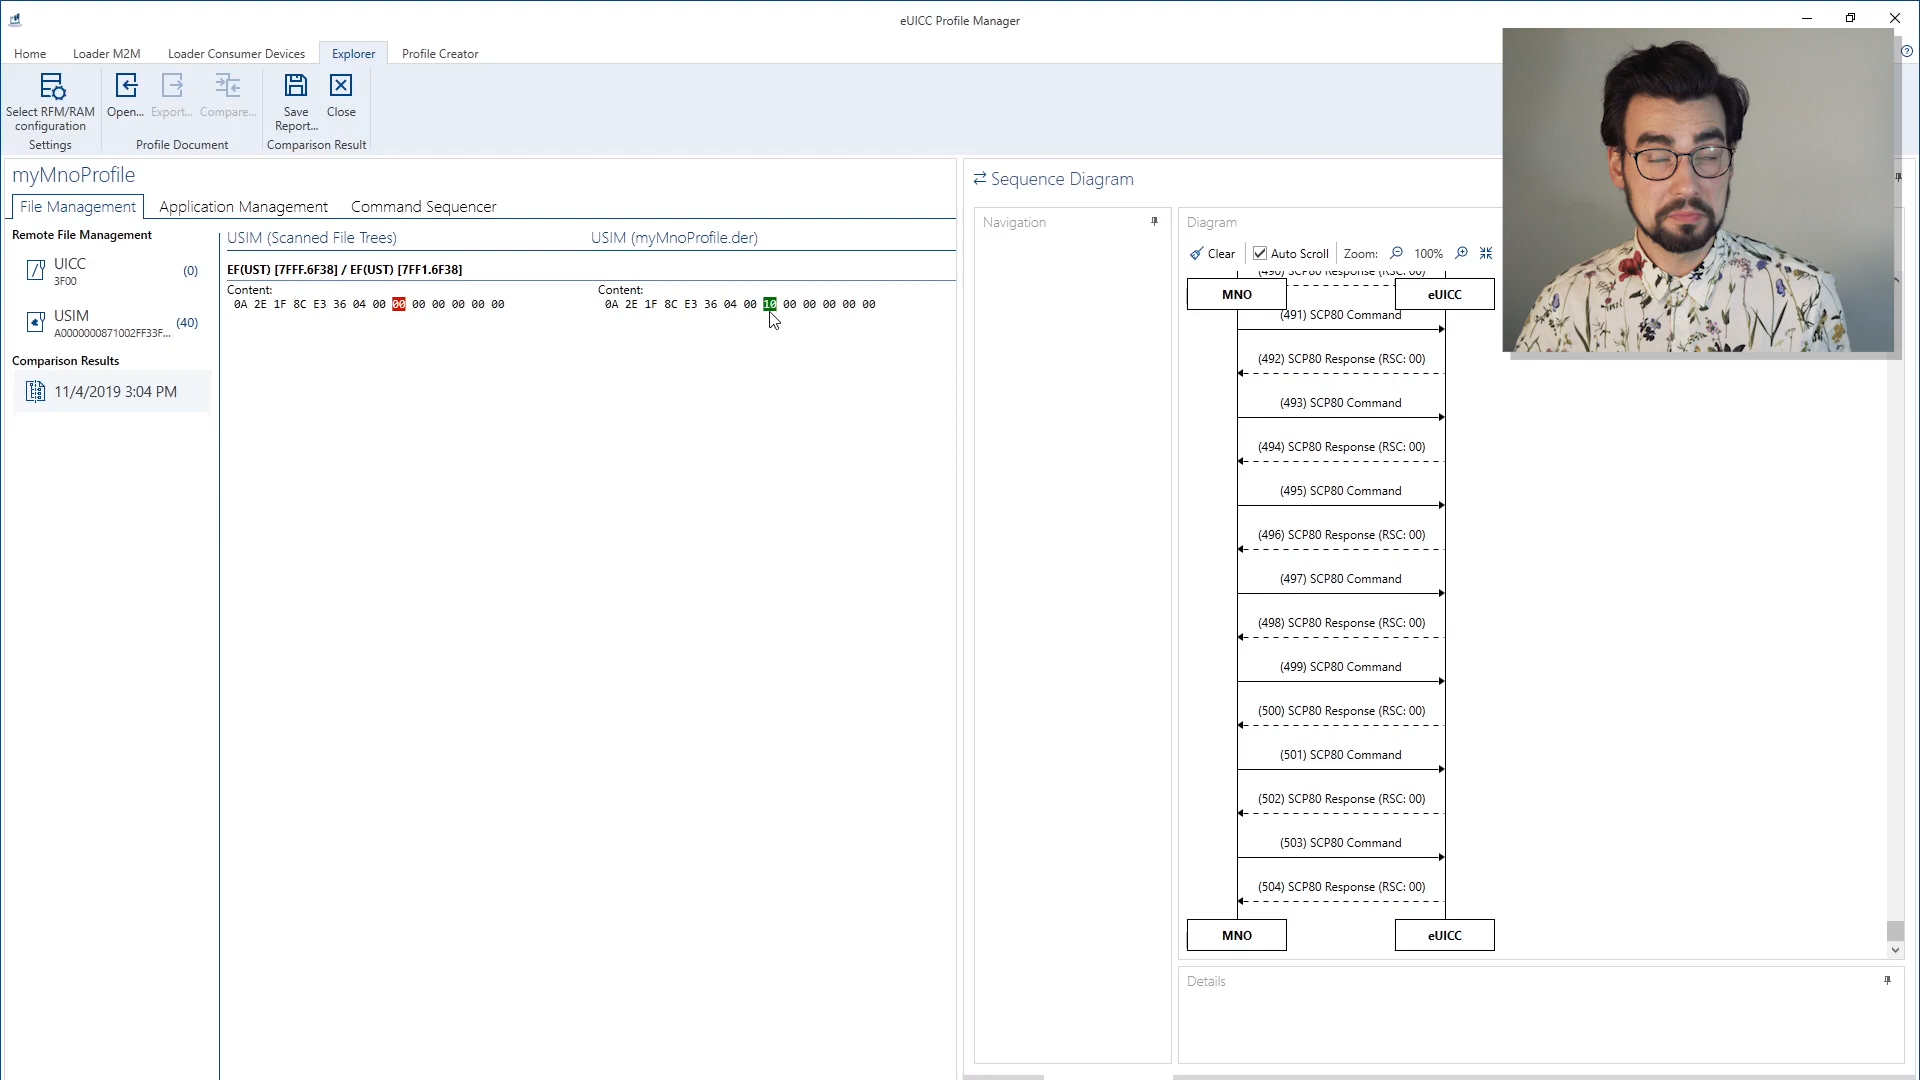 eUICC Profile Manager
Home
Loader M2M
Loader Consumer Devices
Explorer
Profile Creator
Select RFM/RAM
configuration
Open...
Export...
Compare...
Save
Report...
Close
Settings
Profile Document
Comparison Result
myMnoProfile
File Management
Application Management
Command Sequencer
Remote File Management
UICC
3F00
(0)
USIM
A0000000871002FF33F...
(40)
Comparison Results
11/4/2019 3:04 PM
USIM (Scanned File Trees)
USIM (myMnoProfile.der)
EF(UST) [7FFF.6F38] / EF(UST) [7FF1.6F38]
Content:
0A 2E 1F 8C E3 36 04 00 00 00 00 00 00 00
Content:
0A 2E 1F 8C E3 36 04 00 10 00 00 00 00 00
Sequence Diagram
Navigation
Diagram
Clear
Auto Scroll
Zoom:
100%
(490) SCP80 Response (RSC: 00)
MNO
eUICC
(491) SCP80 Command
(492) SCP80 Response (RSC: 00)
(493) SCP80 Command
(494) SCP80 Response (RSC: 00)
(495) SCP80 Command
(496) SCP80 Response (RSC: 00)
(497) SCP80 Command
(498) SCP80 Response (RSC: 00)
(499) SCP80 Command
(500) SCP80 Response (RSC: 00)
(501) SCP80 Command
(502) SCP80 Response (RSC: 00)
(503) SCP80 Command
(504) SCP80 Response (RSC: 00)
MNO
eUICC
Details